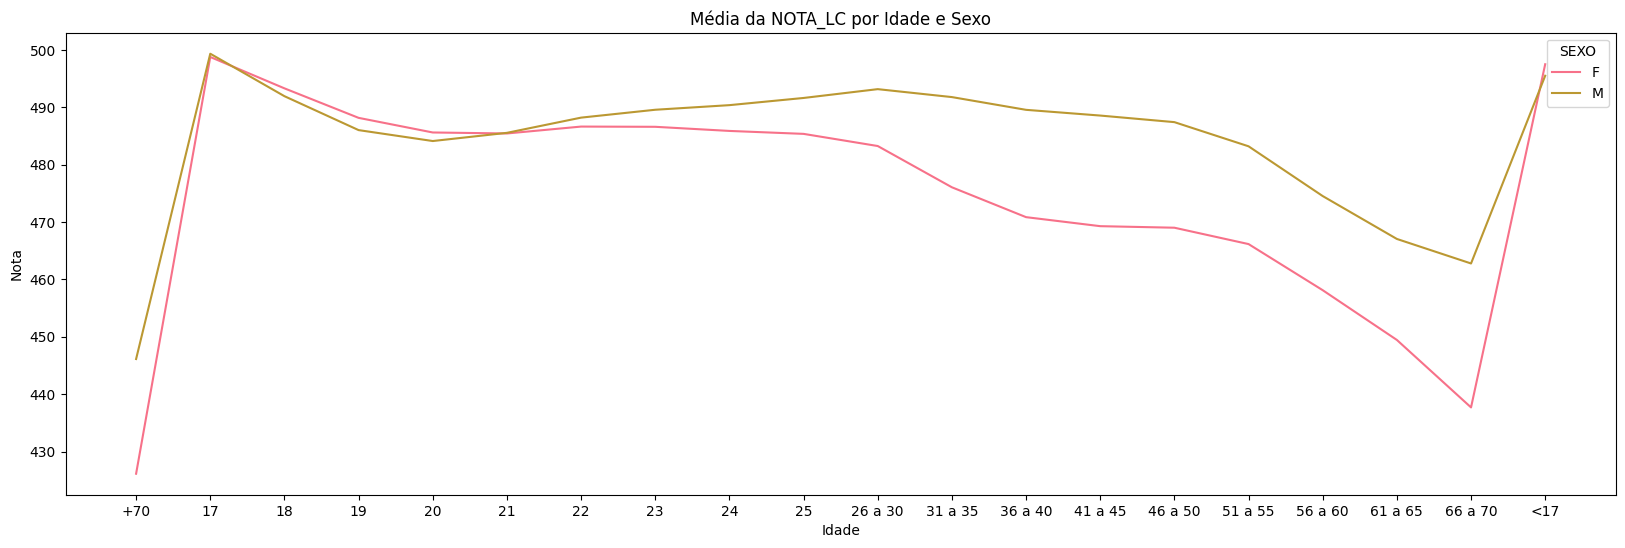 Média da NOTA_LC por Idade e Sexo
500
490
480
470
460
450
440
430
Nota
SEXO
F
M
+70 17 18 19 20 21 22 23 24 25 26 a 30 31 a 35 36 a 40 41 a 45 46 a 50 51 a 55 56 a 60 61 a 65 66 a 70 <17
Idade